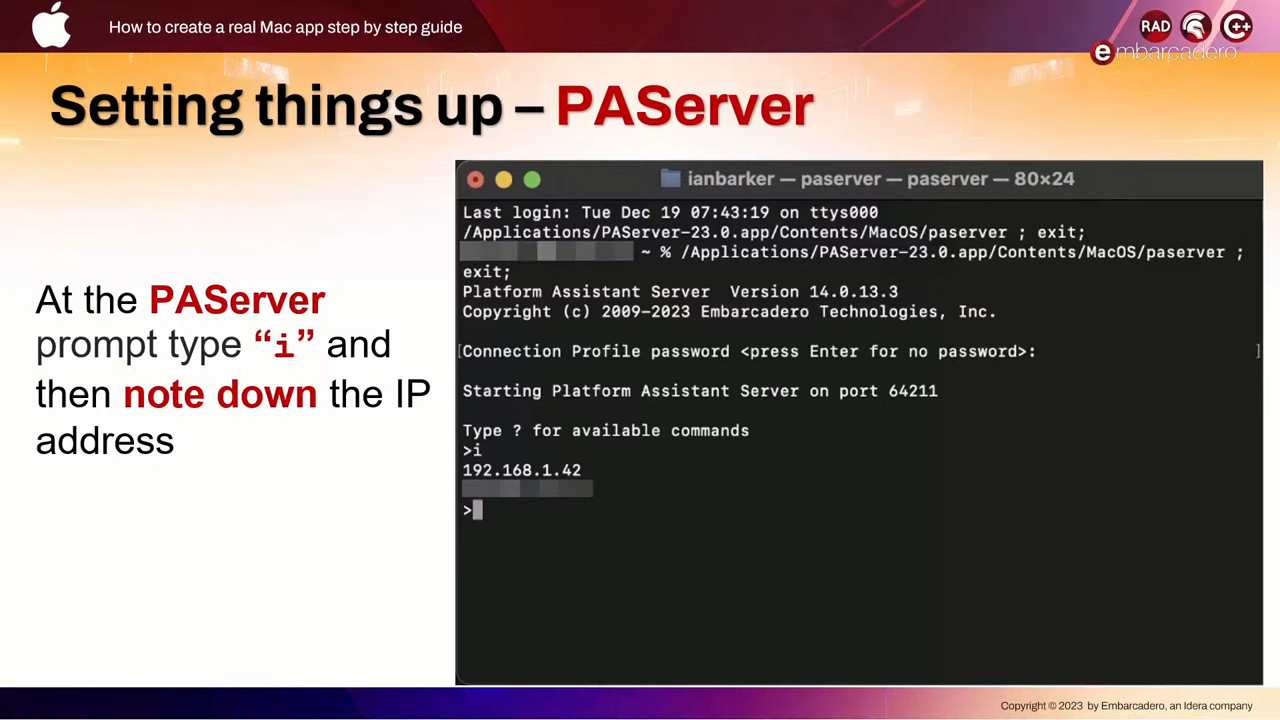 How to create a real Mac app step by step guide
RAD
C++
embarcadero
Setting things up – PAServer
At the PAServer
prompt type “i” and
then note down the IP
address
ianbarker — paserver — paserver — 80×24
Last login: Tue Dec 19 07:43:19 on ttys000
/Applications/PAServer-23.0.app/Contents/MacOS/paserver ; exit;
~ % /Applications/PAServer-23.0.app/Contents/MacOS/paserver ;
exit;
Platform Assistant Server  Version 14.0.13.3
Copyright (c) 2009-2023 Embarcadero Technologies, Inc.
[Connection Profile password <press Enter for no password>: ]
Starting Platform Assistant Server on port 64211
Type ? for available commands
>i
192.168.1.42
>
Copyright © 2023 by Embarcadero, an Idera company